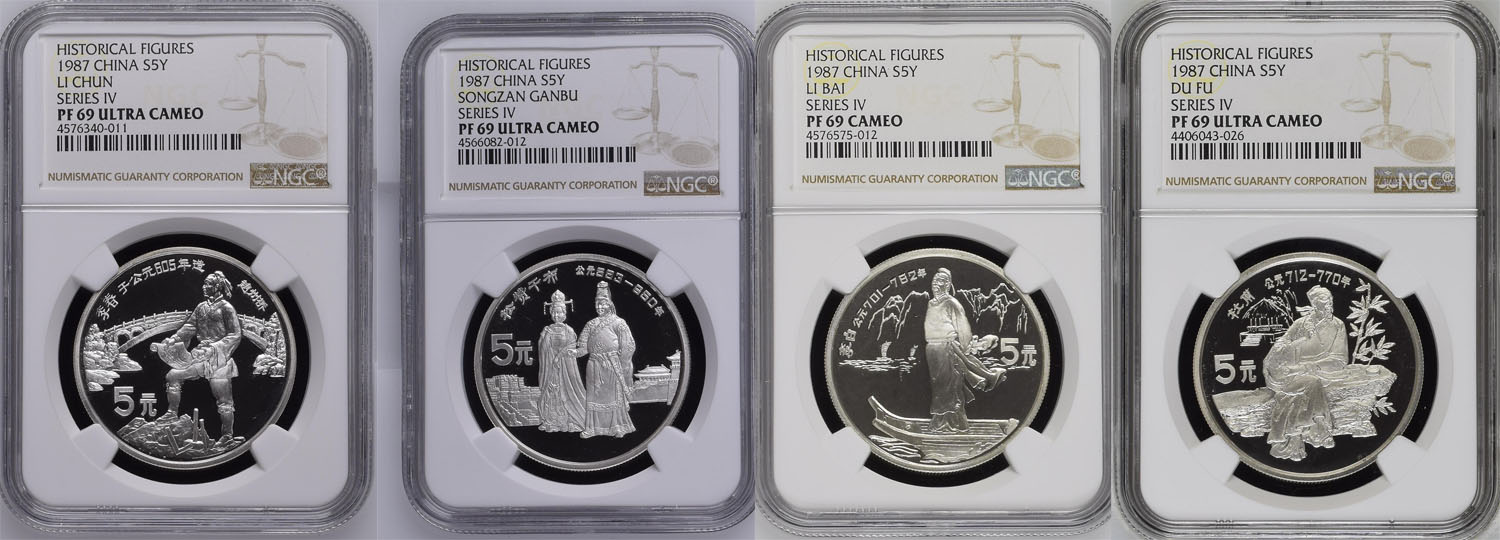 HISTORICAL FIGURES
1987 CHINA S5Y
LI CHUN
SERIES IV
PF 69 ULTRA CAMEO
4576340-011
NUMISMATIC GUARANTY CORPORATION
NGC®
李春 于公元605年造 赵州桥
5元
HISTORICAL FIGURES
1987 CHINA S5Y
SONGZAN GANBU
SERIES IV
PF 69 ULTRA CAMEO
4566082-012
NUMISMATIC GUARANTY CORPORATION
NGC®
松赞干布
5元
HISTORICAL FIGURES
1987 CHINA S5Y
LI BAI
SERIES IV
PF 69 CAMEO
4576575-012
NUMISMATIC GUARANTY CORPORATION
NGC®
李白 公元701-762年
5元
HISTORICAL FIGURES
1987 CHINA S5Y
DU FU
SERIES IV
PF 69 ULTRA CAMEO
4406043-026
NUMISMATIC GUARANTY CORPORATION
NGC®
杜甫 公元712-770年
5元